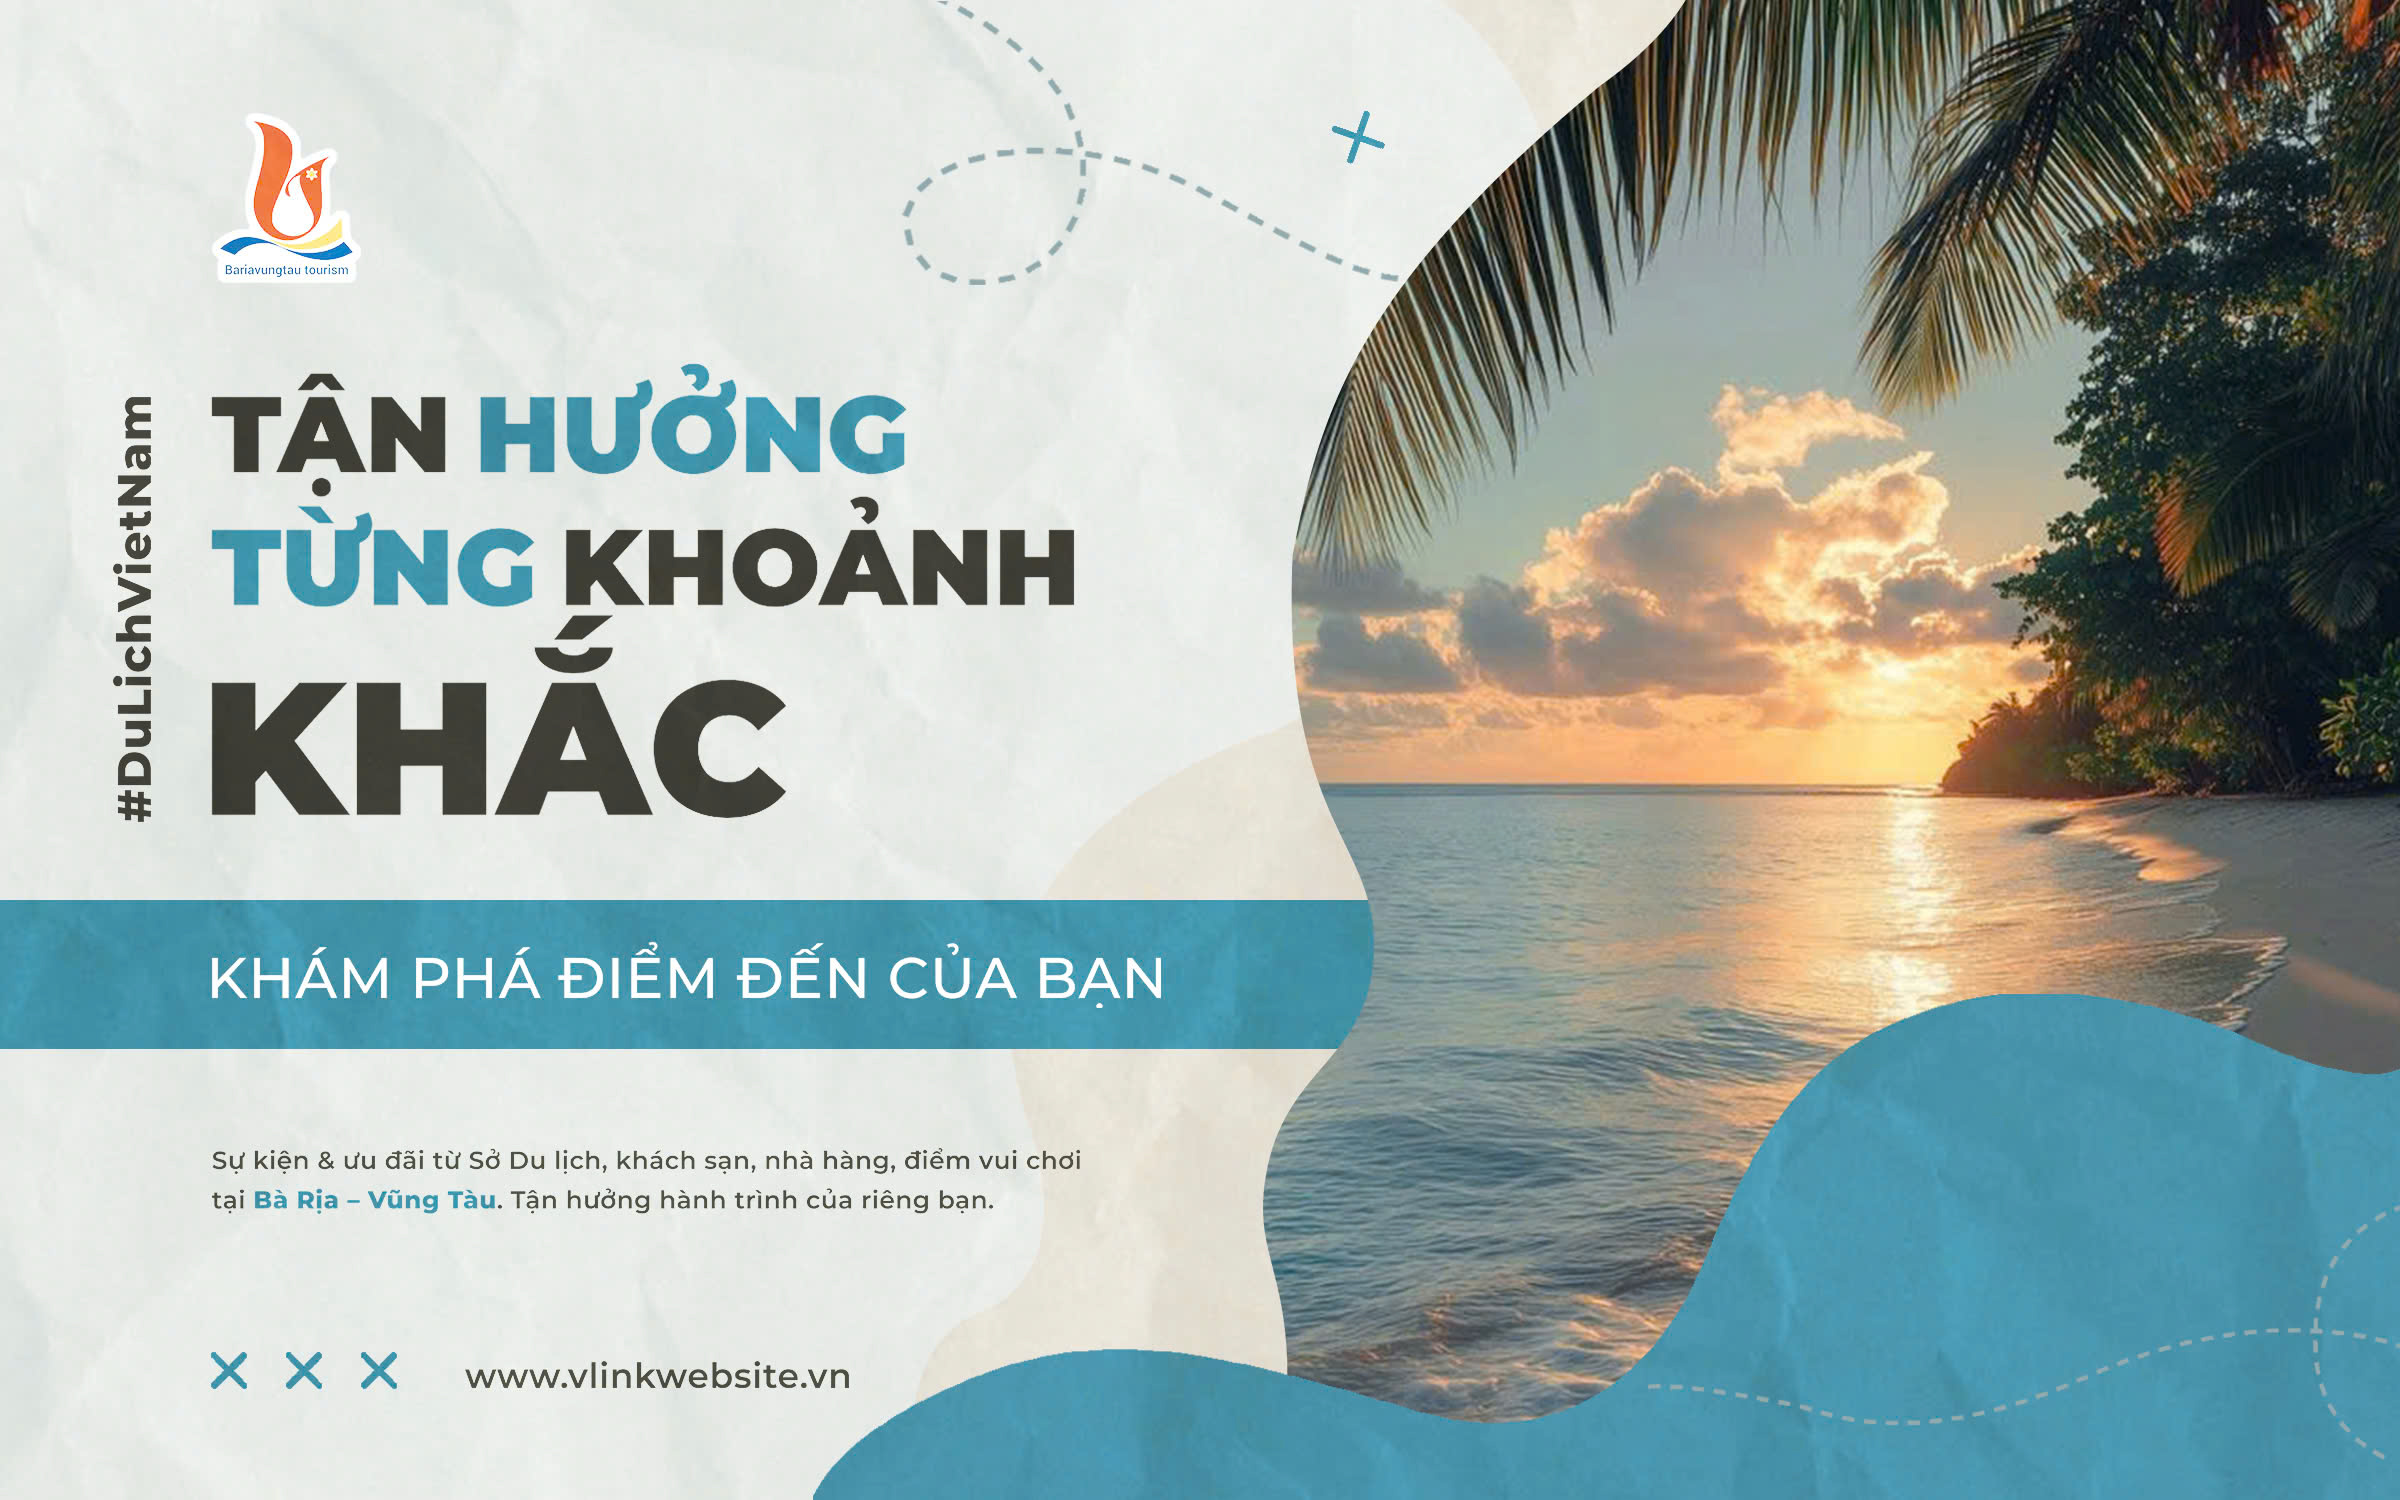 Bariavungtau tourism
#DuLichVietNam
TẬN HƯỞNG
TỪNG KHOẢNH
KHẮC
KHÁM PHÁ ĐIỂM ĐẾN CỦA BẠN
Sự kiện & ưu đãi từ Sở Du lịch, khách sạn, nhà hàng, điểm vui chơi
tại Bà Rịa – Vũng Tàu. Tận hưởng hành trình của riêng bạn.
www.vlinkwebsite.vn